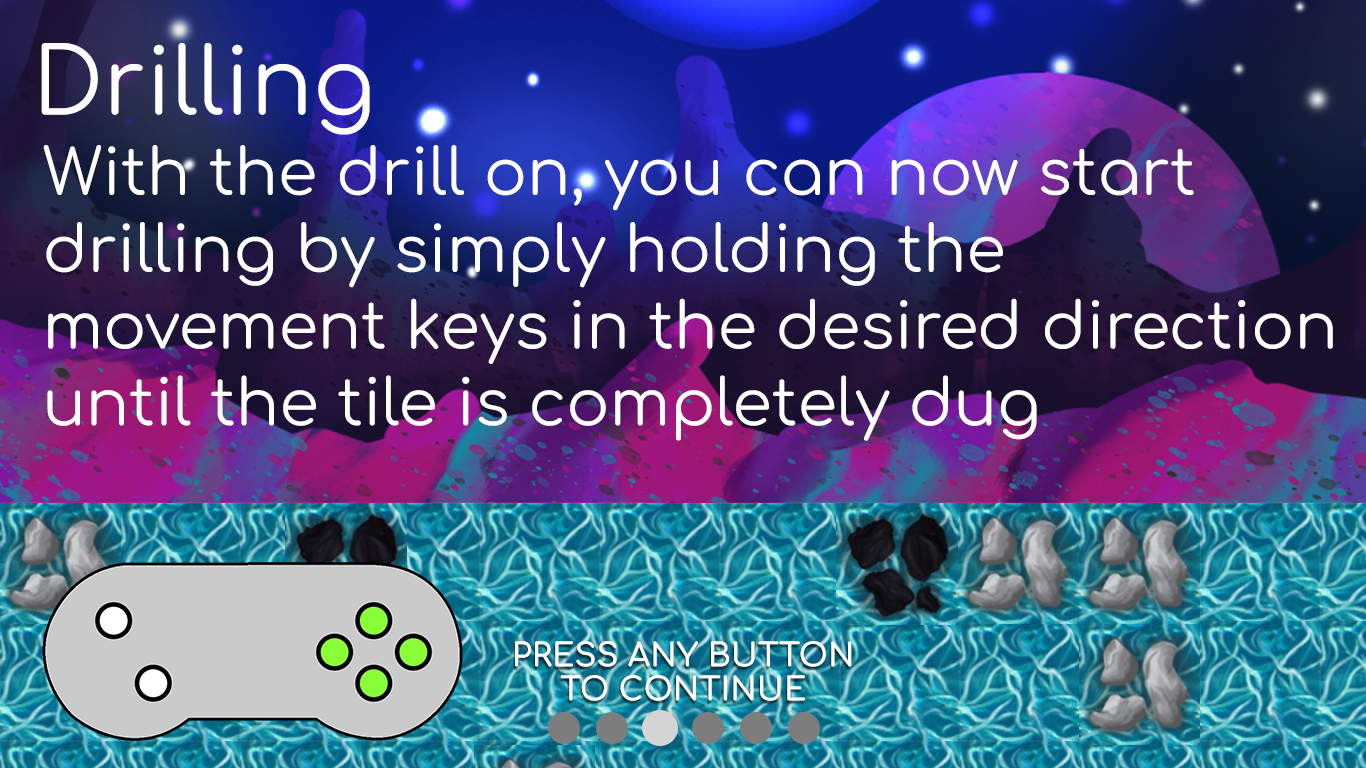 Drilling
With the drill on, you can now start
drilling by simply holding the
movement keys in the desired direction
until the tile is completely dug
PRESS ANY BUTTON
TO CONTINUE